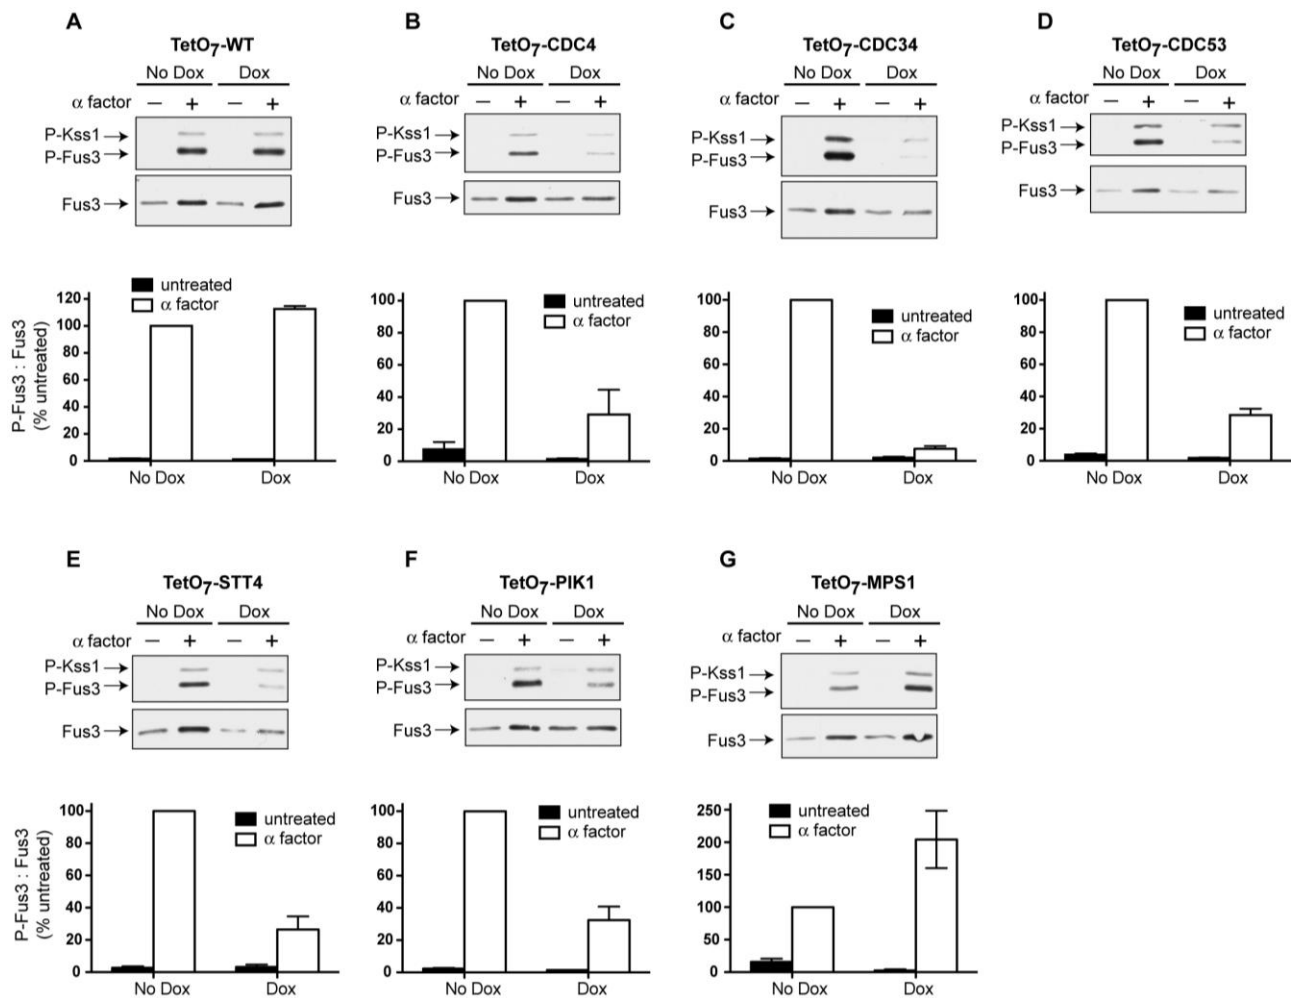 A
TetO7-WT
No Dox Dox
α factor — + — +
P-Kss1
P-Fus3
Fus3
untreated
α factor
P-Fus3 : Fus3
(% untreated)
120
100
80
60
40
20
0
No Dox Dox
B
TetO7-CDC4
No Dox Dox
α factor — + — +
P-Kss1
P-Fus3
Fus3
untreated
α factor
100
80
60
40
20
0
No Dox Dox
C
TetO7-CDC34
No Dox Dox
α factor — + — +
P-Kss1
P-Fus3
Fus3
untreated
α factor
100
80
60
40
20
0
No Dox Dox
D
TetO7-CDC53
No Dox Dox
α factor — + — +
P-Kss1
P-Fus3
Fus3
untreated
α factor
100
80
60
40
20
0
No Dox Dox
E
TetO7-STT4
No Dox Dox
α factor — + — +
P-Kss1
P-Fus3
Fus3
untreated
α factor
P-Fus3 : Fus3
(% untreated)
100
80
60
40
20
0
No Dox Dox
F
TetO7-PIK1
No Dox Dox
α factor — + — +
P-Kss1
P-Fus3
Fus3
untreated
α factor
100
80
60
40
20
0
No Dox Dox
G
TetO7-MPS1
No Dox Dox
α factor — + — +
P-Kss1
P-Fus3
Fus3
untreated
α factor
250
200
150
100
50
0
No Dox Dox